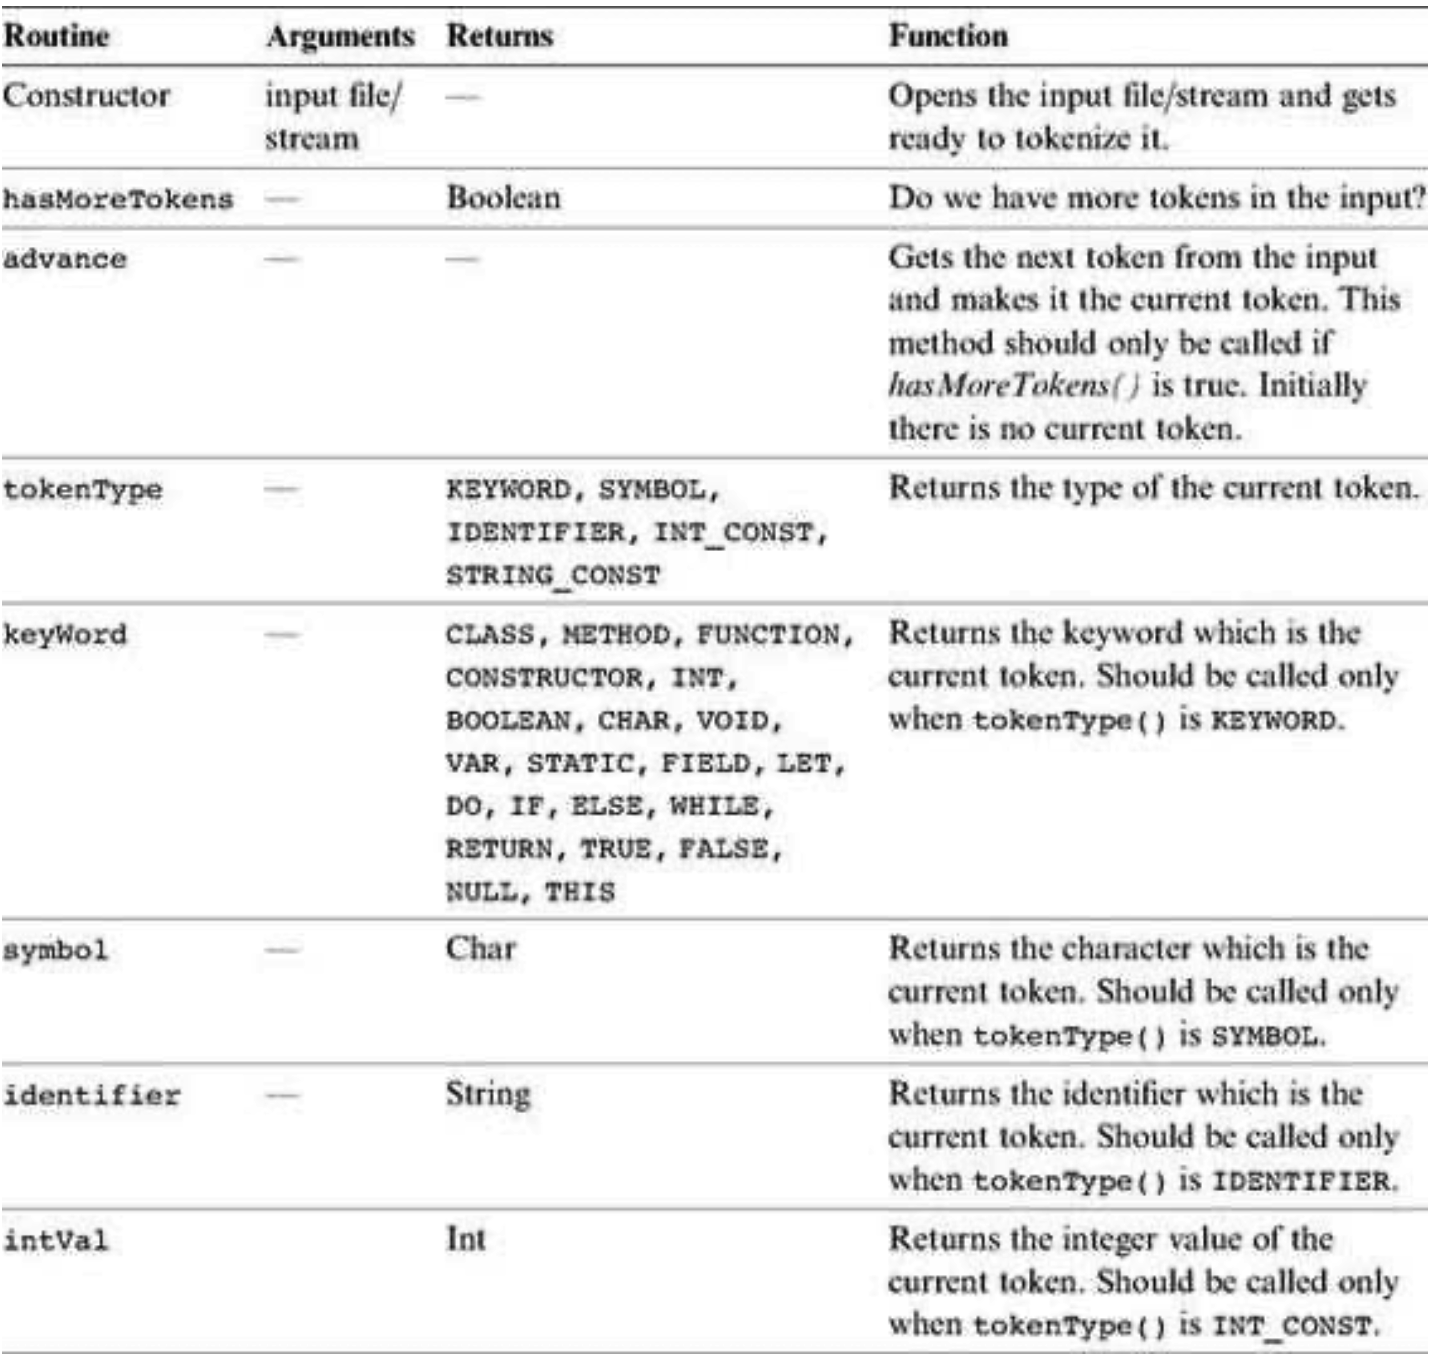 Routine Arguments Returns Function
Constructor input file/ — Opens the input file/stream and gets
stream ready to tokenize it.
hasMoreTokens — Boolean Do we have more tokens in the input?
advance — — Gets the next token from the input
and makes it the current token. This
method should only be called if
hasMoreTokens() is true. Initially
there is no current token.
tokenType — KEYWORD, SYMBOL, Returns the type of the current token.
IDENTIFIER, INT_CONST,
STRING_CONST
keyWord — CLASS, METHOD, FUNCTION, Returns the keyword which is the
CONSTRUCTOR, INT, current token. Should be called only
BOOLEAN, CHAR, VOID, when tokenType() is KEYWORD.
VAR, STATIC, FIELD, LET,
DO, IF, ELSE, WHILE,
RETURN, TRUE, FALSE,
NULL, THIS
symbol — Char Returns the character which is the
current token. Should be called only
when tokenType() is SYMBOL.
identifier — String Returns the identifier which is the
current token. Should be called only
when tokenType() is IDENTIFIER.
intVal Int Returns the integer value of the
current token. Should be called only
when tokenType() is INT_CONST.